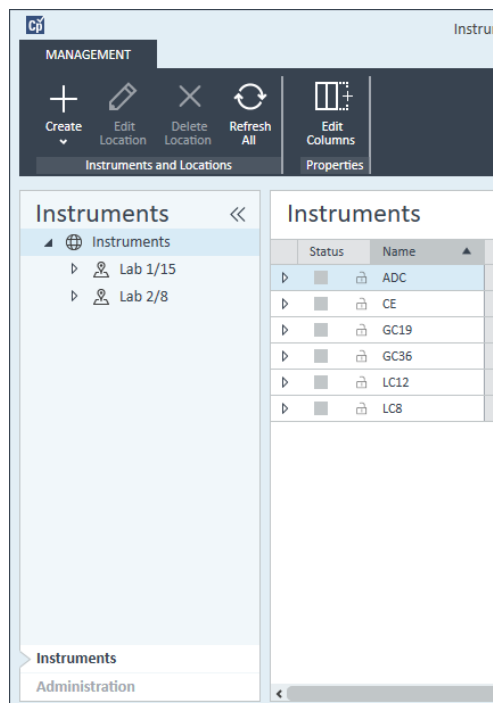 Cp
Instru
MANAGEMENT
Create
Edit Location
Delete Location
Refresh All
Edit Columns
Instruments and Locations
Properties
Instruments
Instruments
Lab 1/15
Lab 2/8
Instruments
Administration
Instruments
Status Name
ADC
CE
GC19
GC36
LC12
LC8